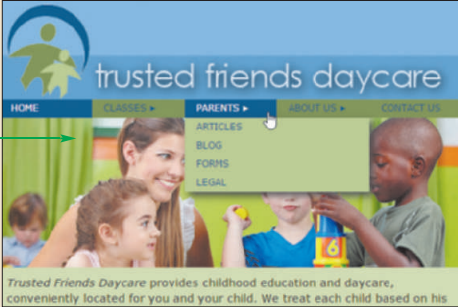 trusted friends daycare
HOME CLASSES ▸ PARENTS ▸ ABOUT US ▸ CONTACT US
ARTICLES
BLOG
FORMS
LEGAL
6
Trusted Friends Daycare provides childhood education and daycare,
conveniently located for you and your child. We treat each child based on his